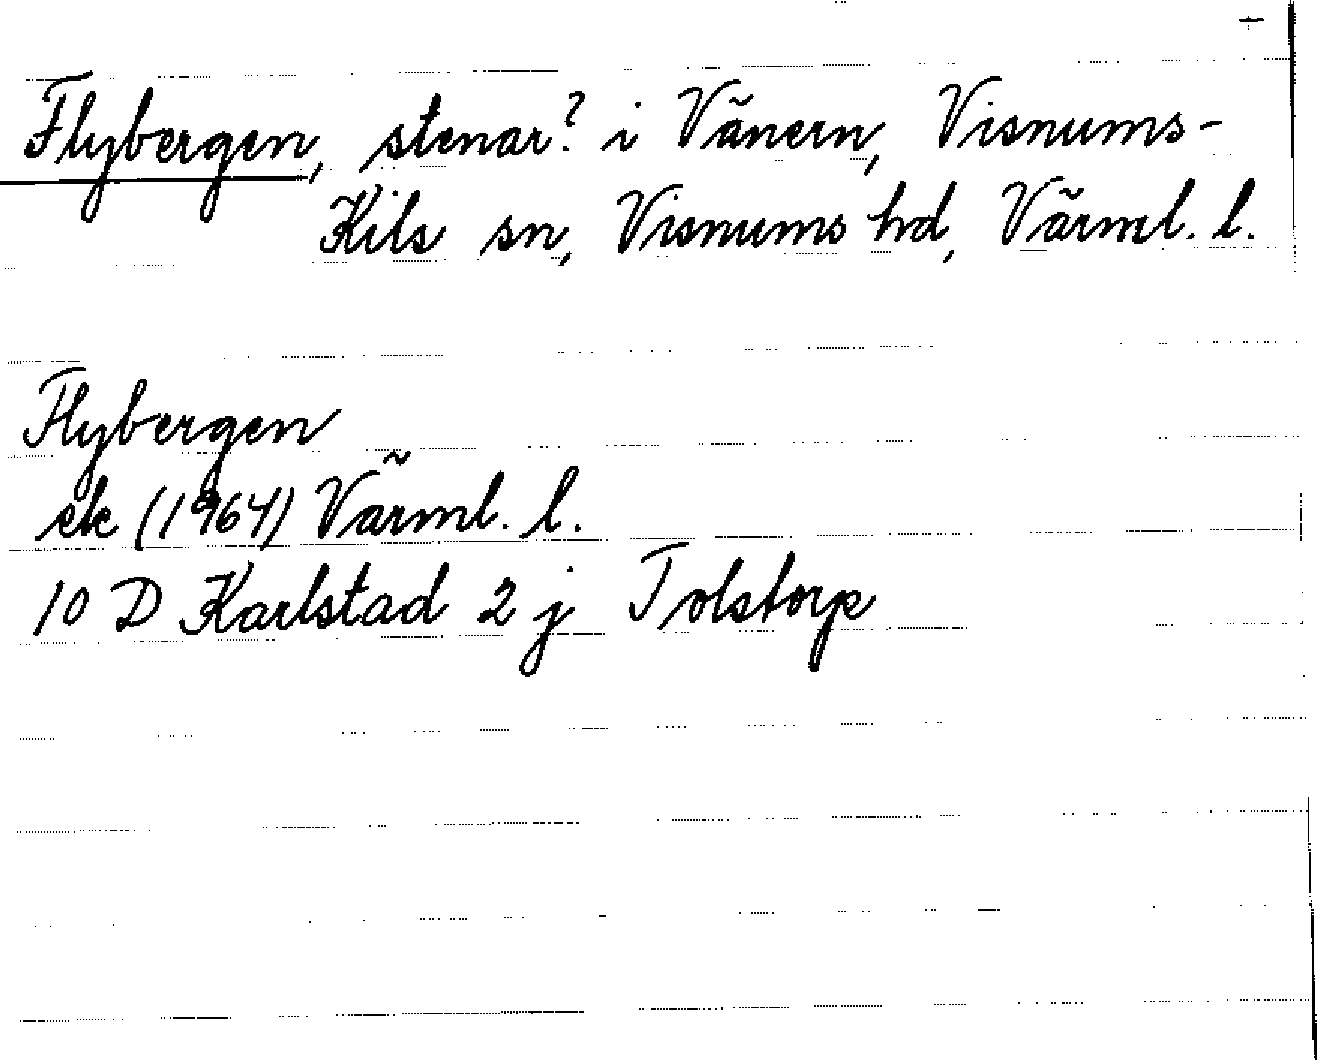 Flybergen, stenar? i Vänern, Visnums-
Kils sn, Visnums hd, Värml. l.
Flybergen
ek (1964) Värml. l.
10 D Karlstad 2 j Tolstorp